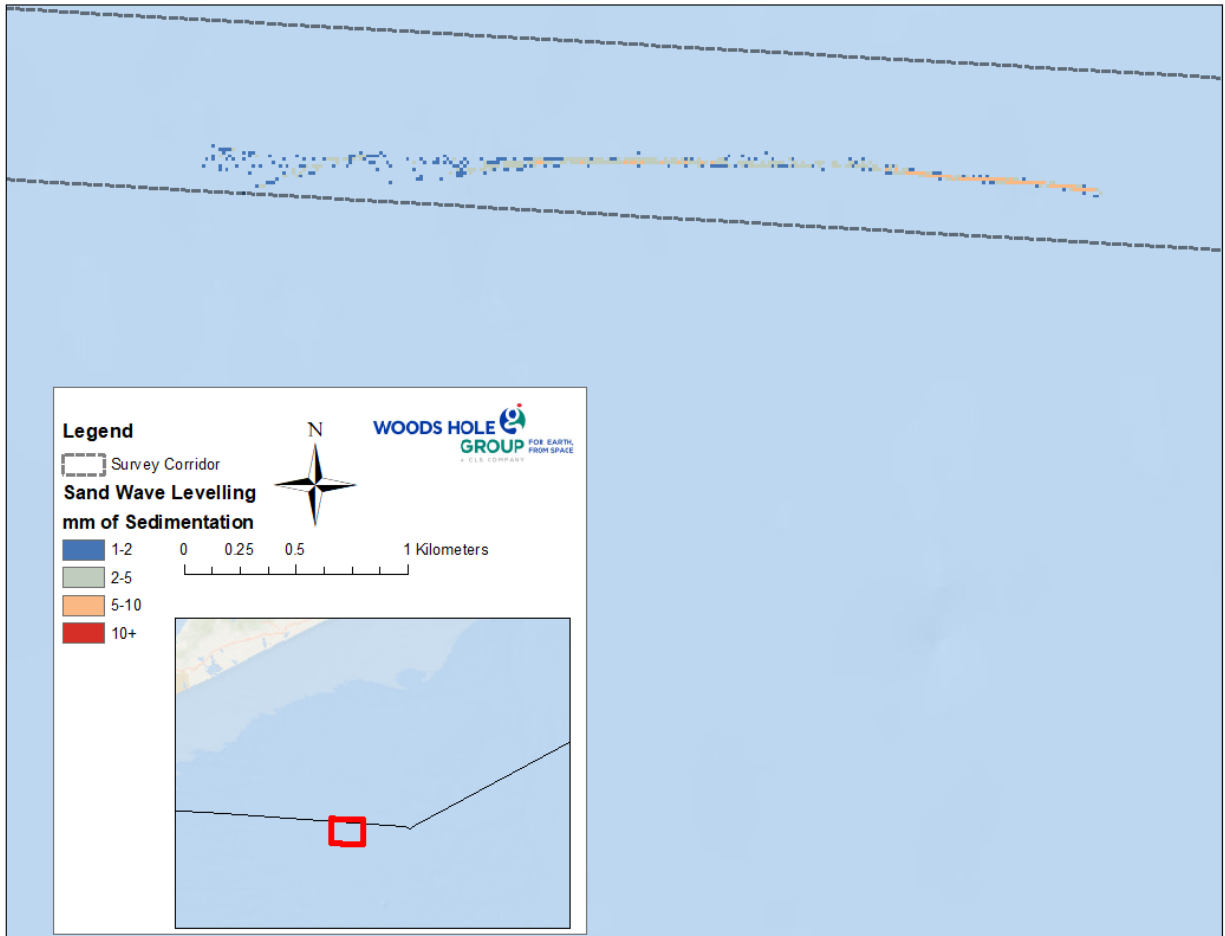 Legend
N
WOODS HOLE
GROUP
FOR EARTH,
FROM SPACE
A CLS COMPANY
Survey Corridor
Sand Wave Levelling
mm of Sedimentation
1-2
2-5
5-10
10+
0 0.25 0.5 1 Kilometers